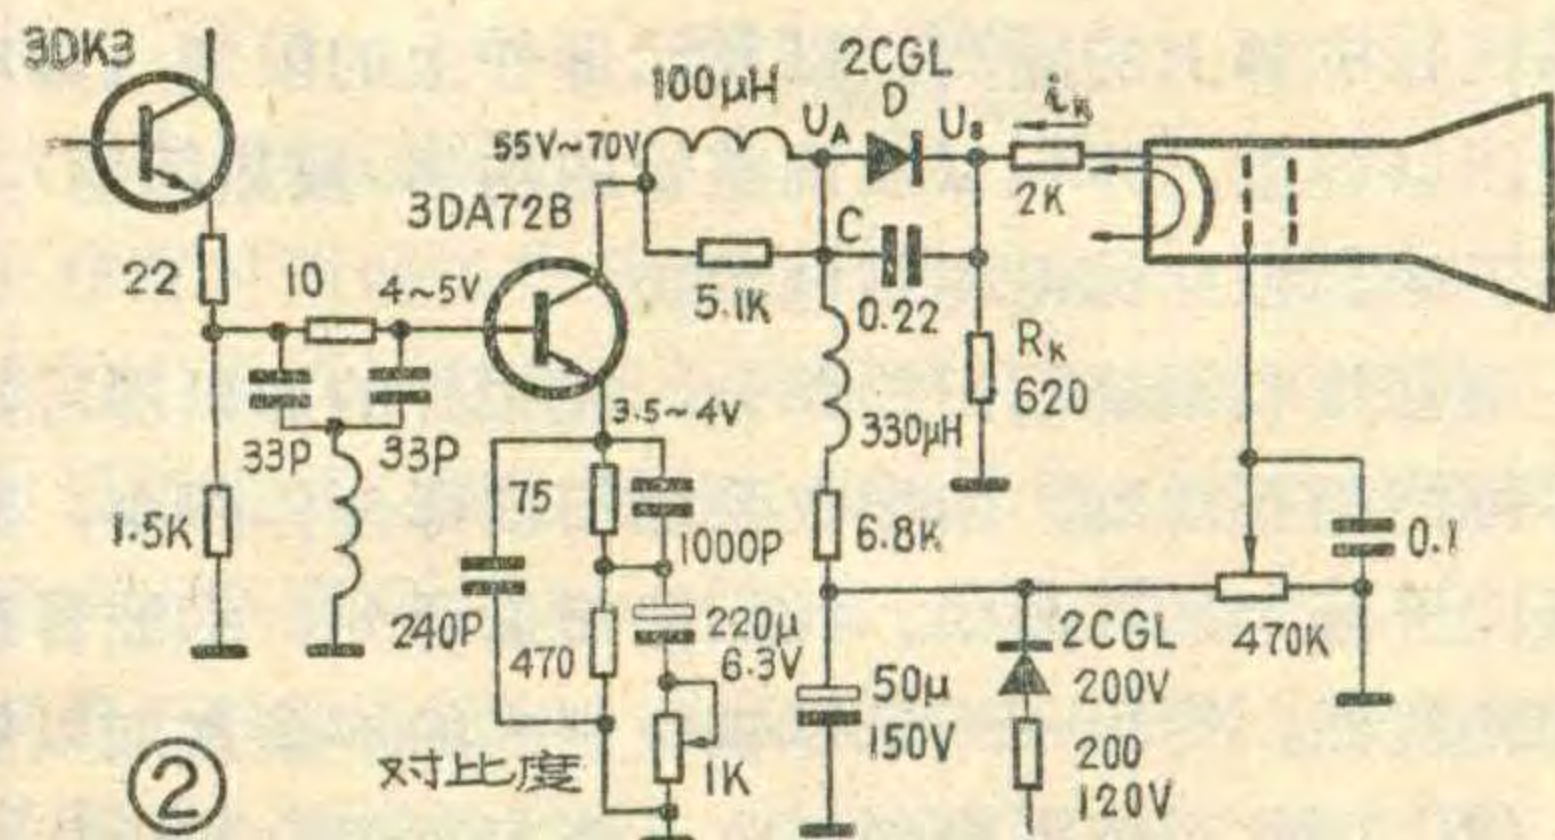 3DK3
22
10
4~5V
33P
33P
1.5K
3DA72B
55V~70V
100μH
5.1K
U_A
2CGL
D
U_B
i_k
2K
C
0.22
R_K
620
330μH
3.5~4V
75
1000P
240P
470
220μ
6.3V
6.8K
50μ
150V
2CGL
200V
200
120V
470K
0.1
对比度
1K
②